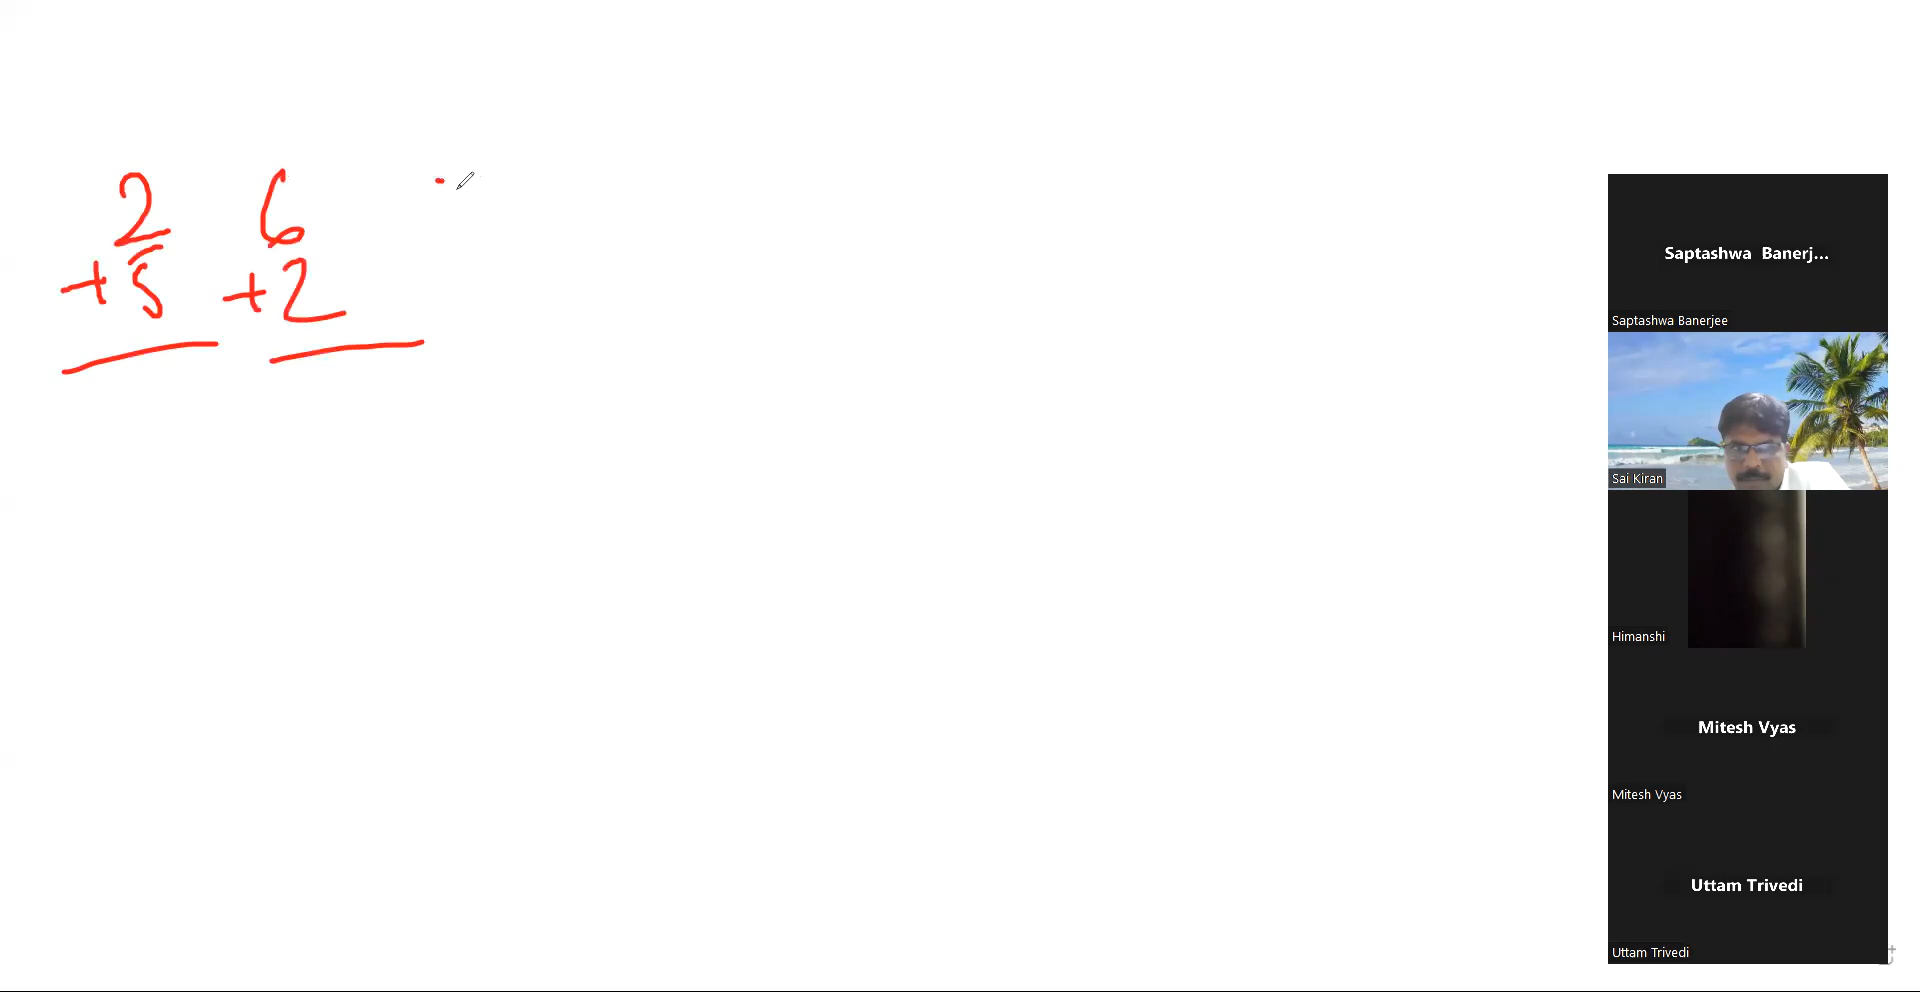 2 6
+5 +2
Saptashwa Banerj...
Saptashwa Banerjee
Sai Kiran
Himanshi
Mitesh Vyas
Mitesh Vyas
Uttam Trivedi
Uttam Trivedi